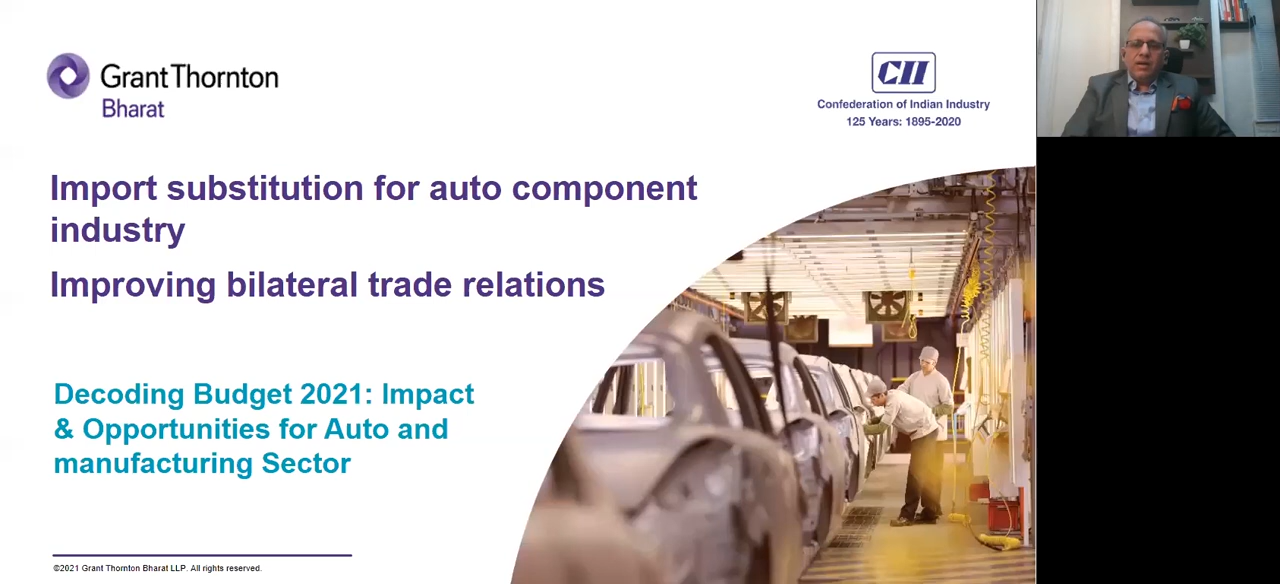 Grant Thornton
Bharat
CII
Confederation of Indian Industry
125 Years: 1895-2020
Import substitution for auto component
industry
Improving bilateral trade relations
Decoding Budget 2021: Impact
& Opportunities for Auto and
manufacturing Sector
©2021 Grant Thornton Bharat LLP. All rights reserved.